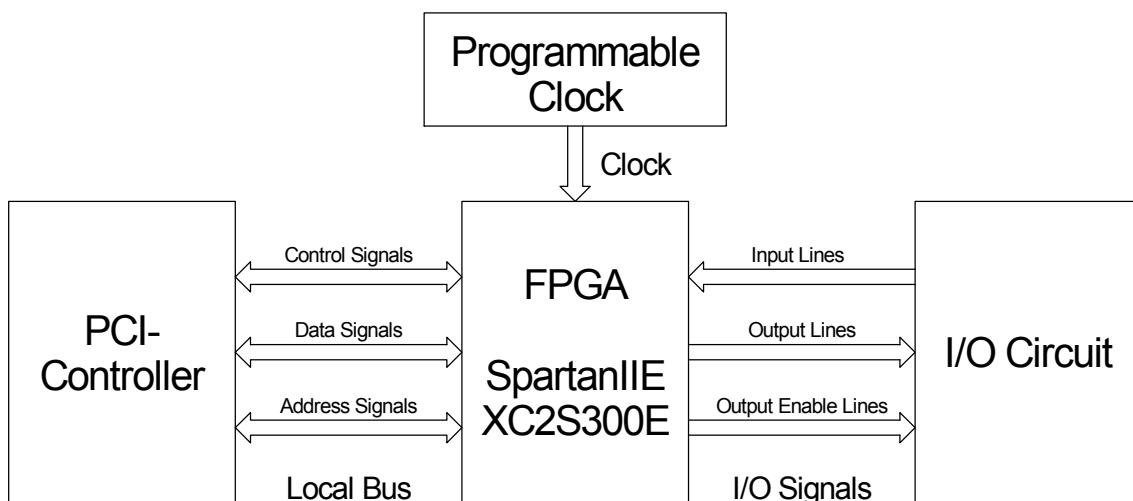 Programmable
Clock
Clock
PCI-
Controller
Control Signals
Data Signals
Address Signals
Local Bus
FPGA
SpartanIIE
XC2S300E
Input Lines
Output Lines
Output Enable Lines
I/O Signals
I/O Circuit